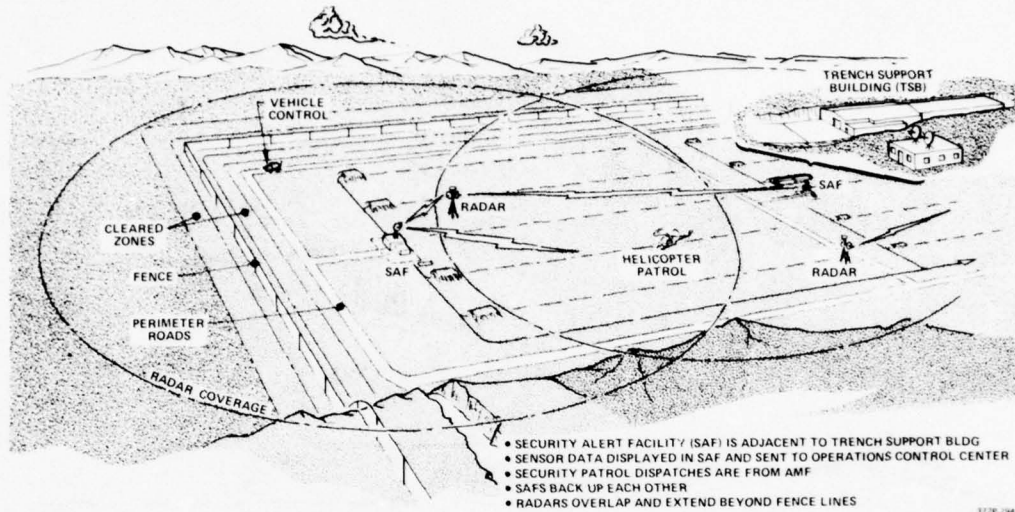 TRENCH SUPPORT
BUILDING (TSB)
VEHICLE
CONTROL
SAF
RADAR
CLEARED
ZONES
SAF
HELICOPTER
PATROL
RADAR
FENCE
PERIMETER
ROADS
RADAR COVERAGE
• SECURITY ALERT FACILITY (SAF) IS ADJACENT TO TRENCH SUPPORT BLDG
• SENSOR DATA DISPLAYED IN SAF AND SENT TO OPERATIONS CONTROL CENTER
• SECURITY PATROL DISPATCHES ARE FROM AMF
• SAFS BACK UP EACH OTHER
• RADARS OVERLAP AND EXTEND BEYOND FENCE LINES